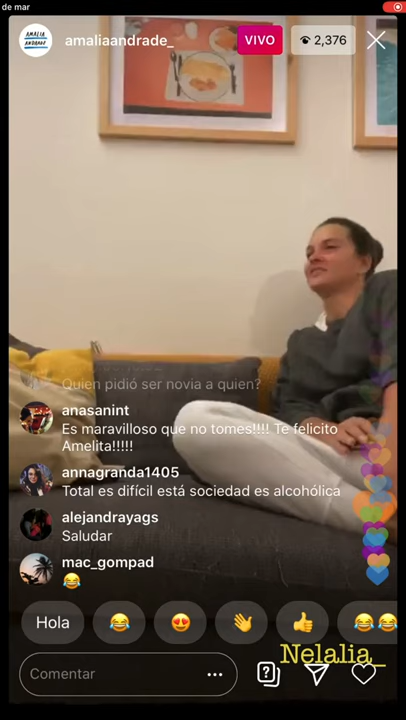 de mar
AMALIA
ANDRADE
amaliaandrade_
VIVO
2,376
Quien pidió ser novia a quien?
anasanint
Es maravilloso que no tomes!!!! Te felicito
Amelita!!!!!
annagranda1405
Total es difícil está sociedad es alcohólica
alejandrayags
Saludar
mac_gompad
😂
Hola 😂 😍 👋 👍 😂😂
Nelalia_
Comentar